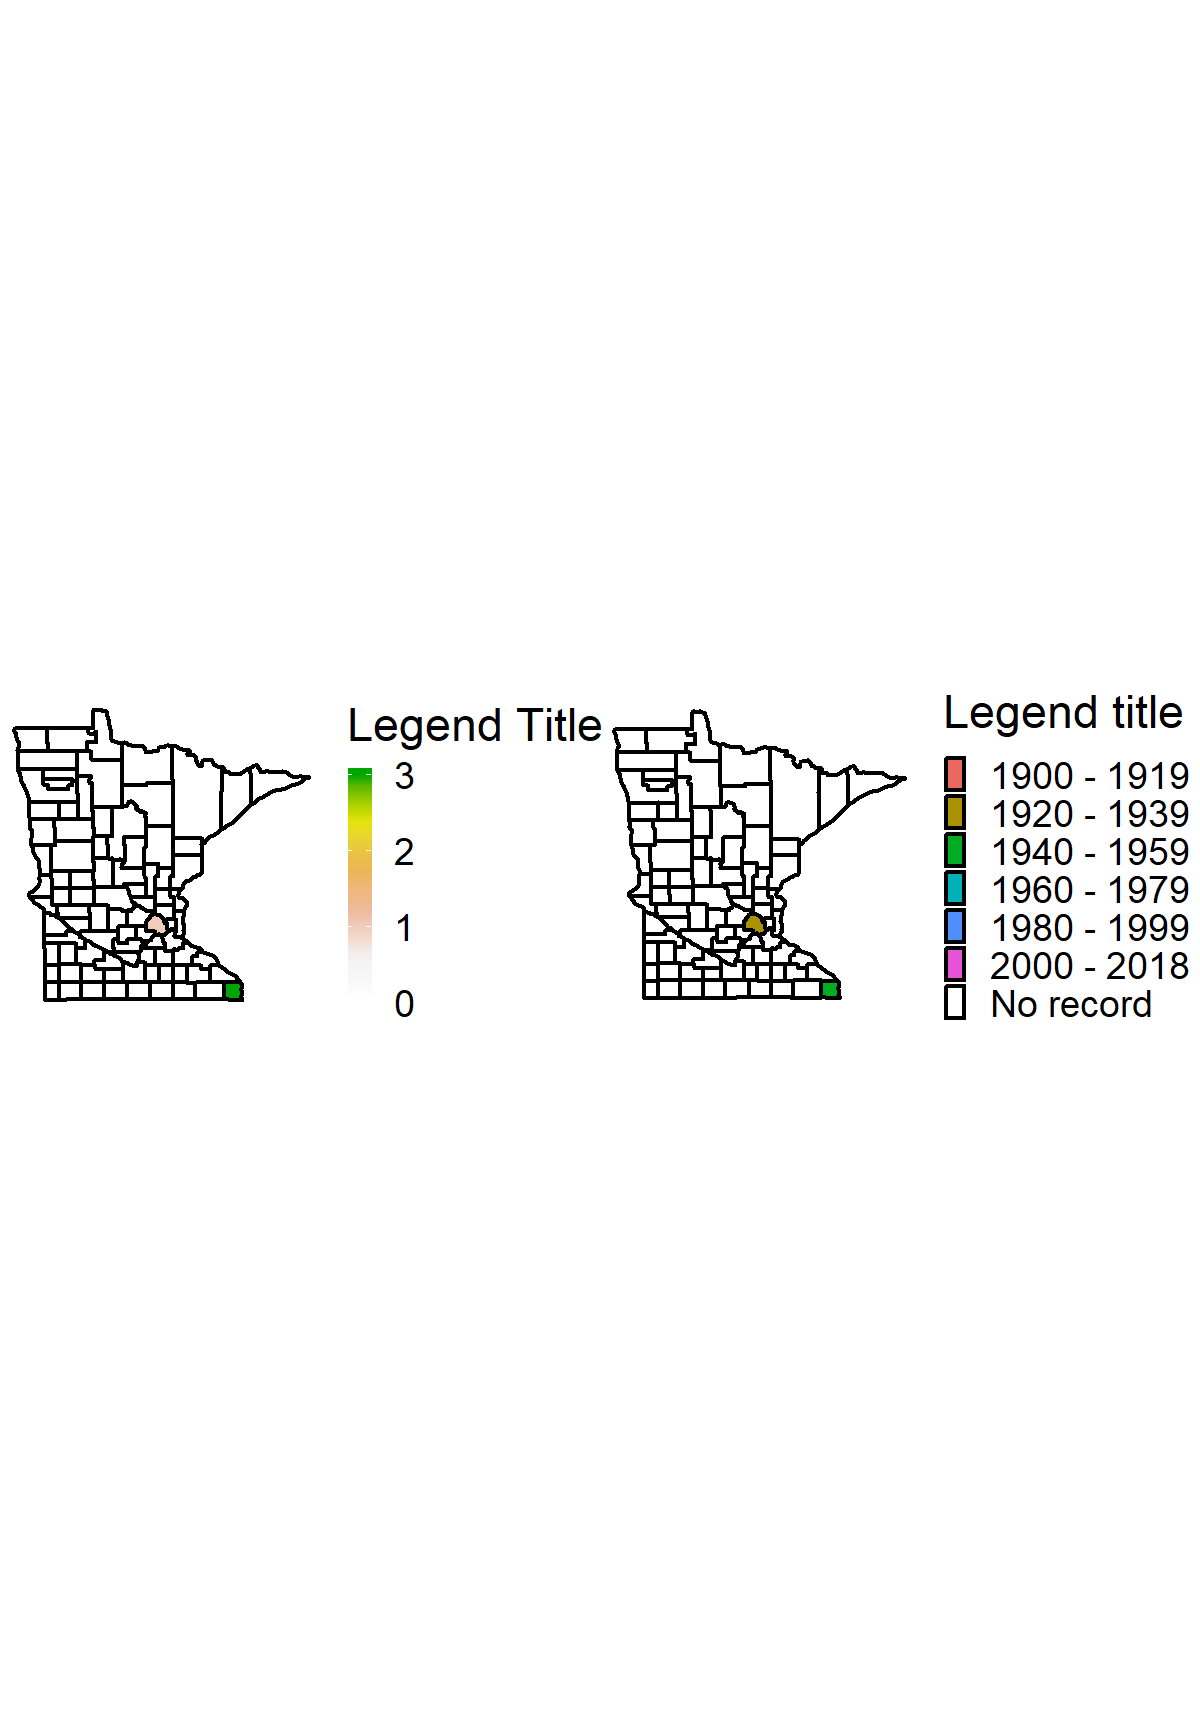 Legend Title
3
2
1
0
Legend title
1900 - 1919
1920 - 1939
1940 - 1959
1960 - 1979
1980 - 1999
2000 - 2018
No record